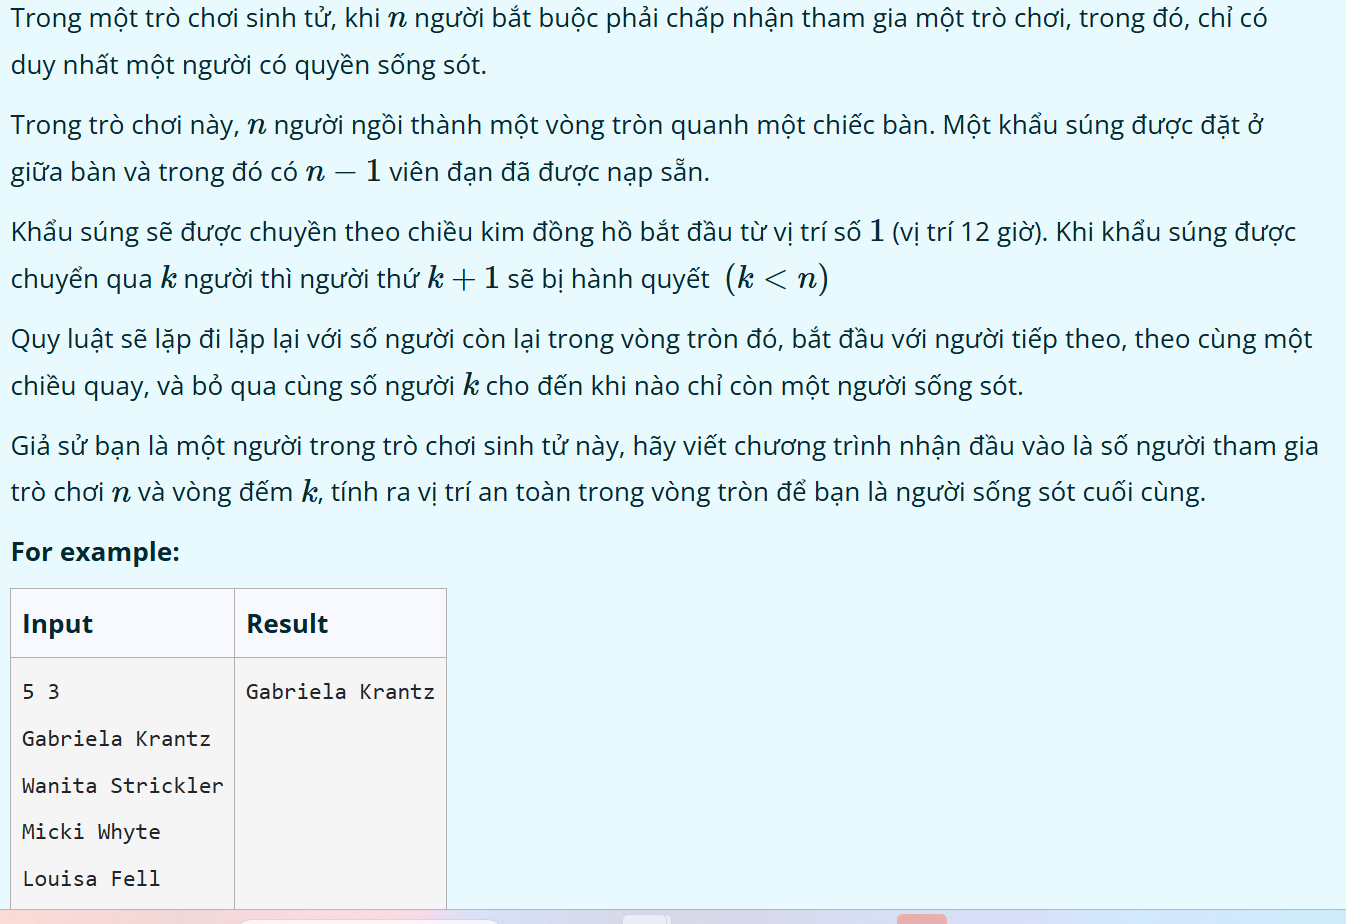 Trong một trò chơi sinh tử, khi n người bắt buộc phải chấp nhận tham gia một trò chơi, trong đó, chỉ có
duy nhất một người có quyền sống sót.
Trong trò chơi này, n người ngồi thành một vòng tròn quanh một chiếc bàn. Một khẩu súng được đặt ở
giữa bàn và trong đó có n − 1 viên đạn đã được nạp sẵn.
Khẩu súng sẽ được chuyền theo chiều kim đồng hồ bắt đầu từ vị trí số 1 (vị trí 12 giờ). Khi khẩu súng được
chuyển qua k người thì người thứ k + 1 sẽ bị hành quyết (k < n)
Quy luật sẽ lặp đi lặp lại với số người còn lại trong vòng tròn đó, bắt đầu với người tiếp theo, theo cùng một
chiều quay, và bỏ qua cùng số người k cho đến khi nào chỉ còn một người sống sót.
Giả sử bạn là một người trong trò chơi sinh tử này, hãy viết chương trình nhận đầu vào là số người tham gia
trò chơi n và vòng đếm k, tính ra vị trí an toàn trong vòng tròn để bạn là người sống sót cuối cùng.
For example:
Input Result
5 3 Gabriela Krantz
Gabriela Krantz
Wanita Strickler
Micki Whyte
Louisa Fell